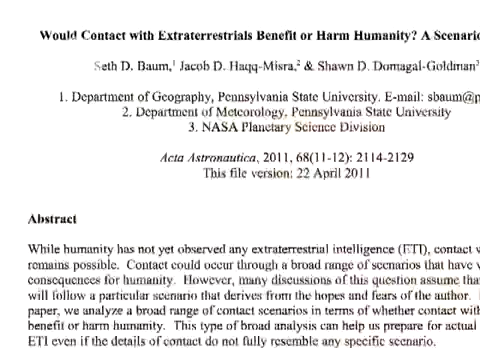 Would Contact with Extraterrestrials Benefit or Harm Humanity? A Scenario
Seth D. Baum,¹ Jacob D. Haqq-Misra,² & Shawn D. Domagal-Goldman³
1. Department of Geography, Pennsylvania State University. E-mail: sbaum@p
2. Department of Meteorology, Pennsylvania State University
3. NASA Planetary Science Division
Acta Astronautica, 2011, 68(11-12): 2114-2129
This file version: 22 April 2011
Abstract
While humanity has not yet observed any extraterrestrial intelligence (ETI), contact
remains possible. Contact could occur through a broad range of scenarios that have
consequences for humanity. However, many discussions of this question assume
will follow a particular scenario that derives from the hopes and fears of the author.
paper, we analyze a broad range of contact scenarios in terms of whether contact
benefit or harm humanity. This type of broad analysis can help us prepare for actual
ETI even if the details of contact do not fully resemble any specific scenario.